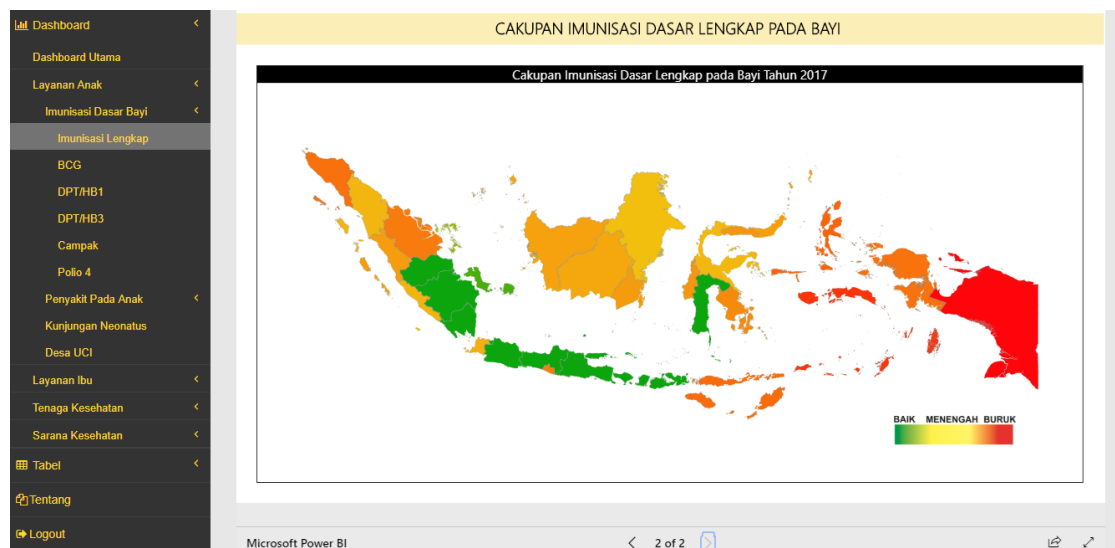 Dashboard
Dashboard Utama
Layanan Anak
Imunisasi Dasar Bayi
Imunisasi Lengkap
BCG
DPT/HB1
DPT/HB3
Campak
Polio 4
Penyakit Pada Anak
Kunjungan Neonatus
Desa UCI
Layanan Ibu
Tenaga Kesehatan
Sarana Kesehatan
Tabel
Tentang
Logout
CAKUPAN IMUNISASI DASAR LENGKAP PADA BAYI
Cakupan Imunisasi Dasar Lengkap pada Bayi Tahun 2017
BAIK MENENGAH BURUK
Microsoft Power BI
2 of 2